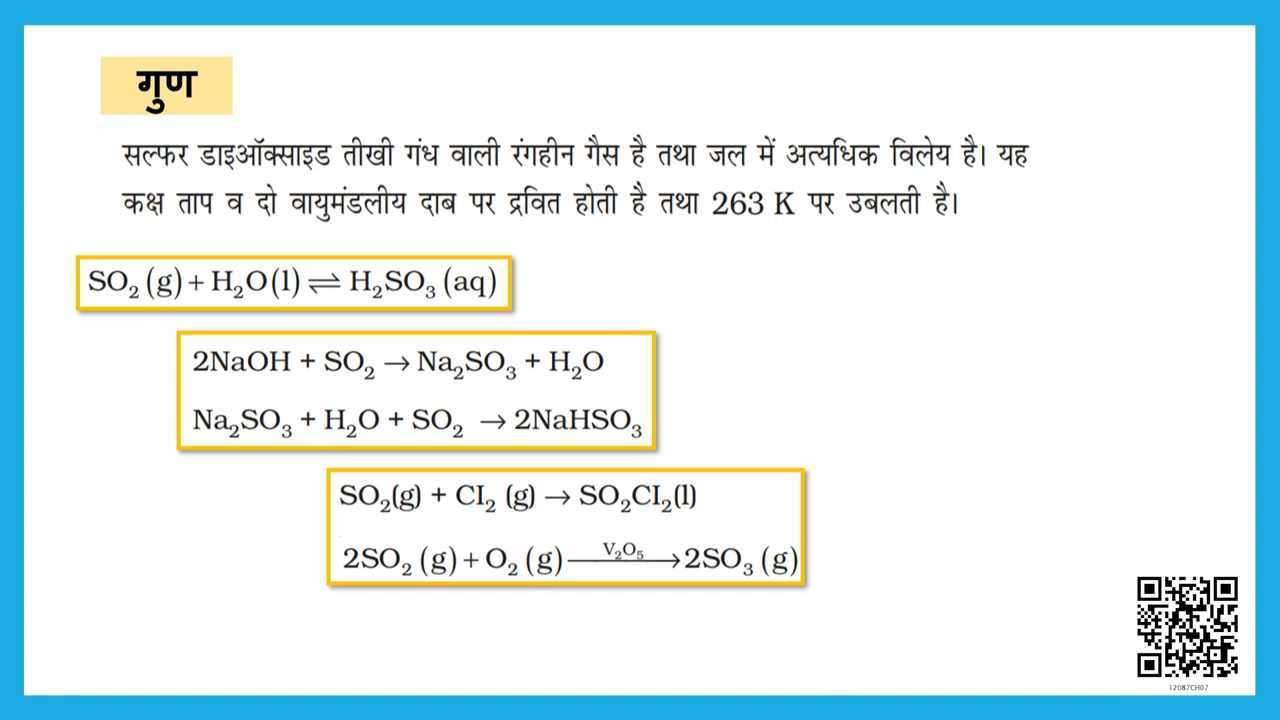 गुण
सल्फर डाइऑक्साइड तीखी गंध वाली रंगहीन गैस है तथा जल में अत्यधिक विलेय है। यह
कक्ष ताप व दो वायुमंडलीय दाब पर द्रवित होती है तथा 263 K पर उबलती है।
SO₂ (g) + H₂O (l) ⇌ H₂SO₃ (aq)
2NaOH + SO₂ → Na₂SO₃ + H₂O
Na₂SO₃ + H₂O + SO₂ → 2NaHSO₃
SO₂(g) + CI₂ (g) → SO₂CI₂(l)
2SO₂ (g) + O₂ (g) —V₂O₅→ 2SO₃ (g)
12087CH07